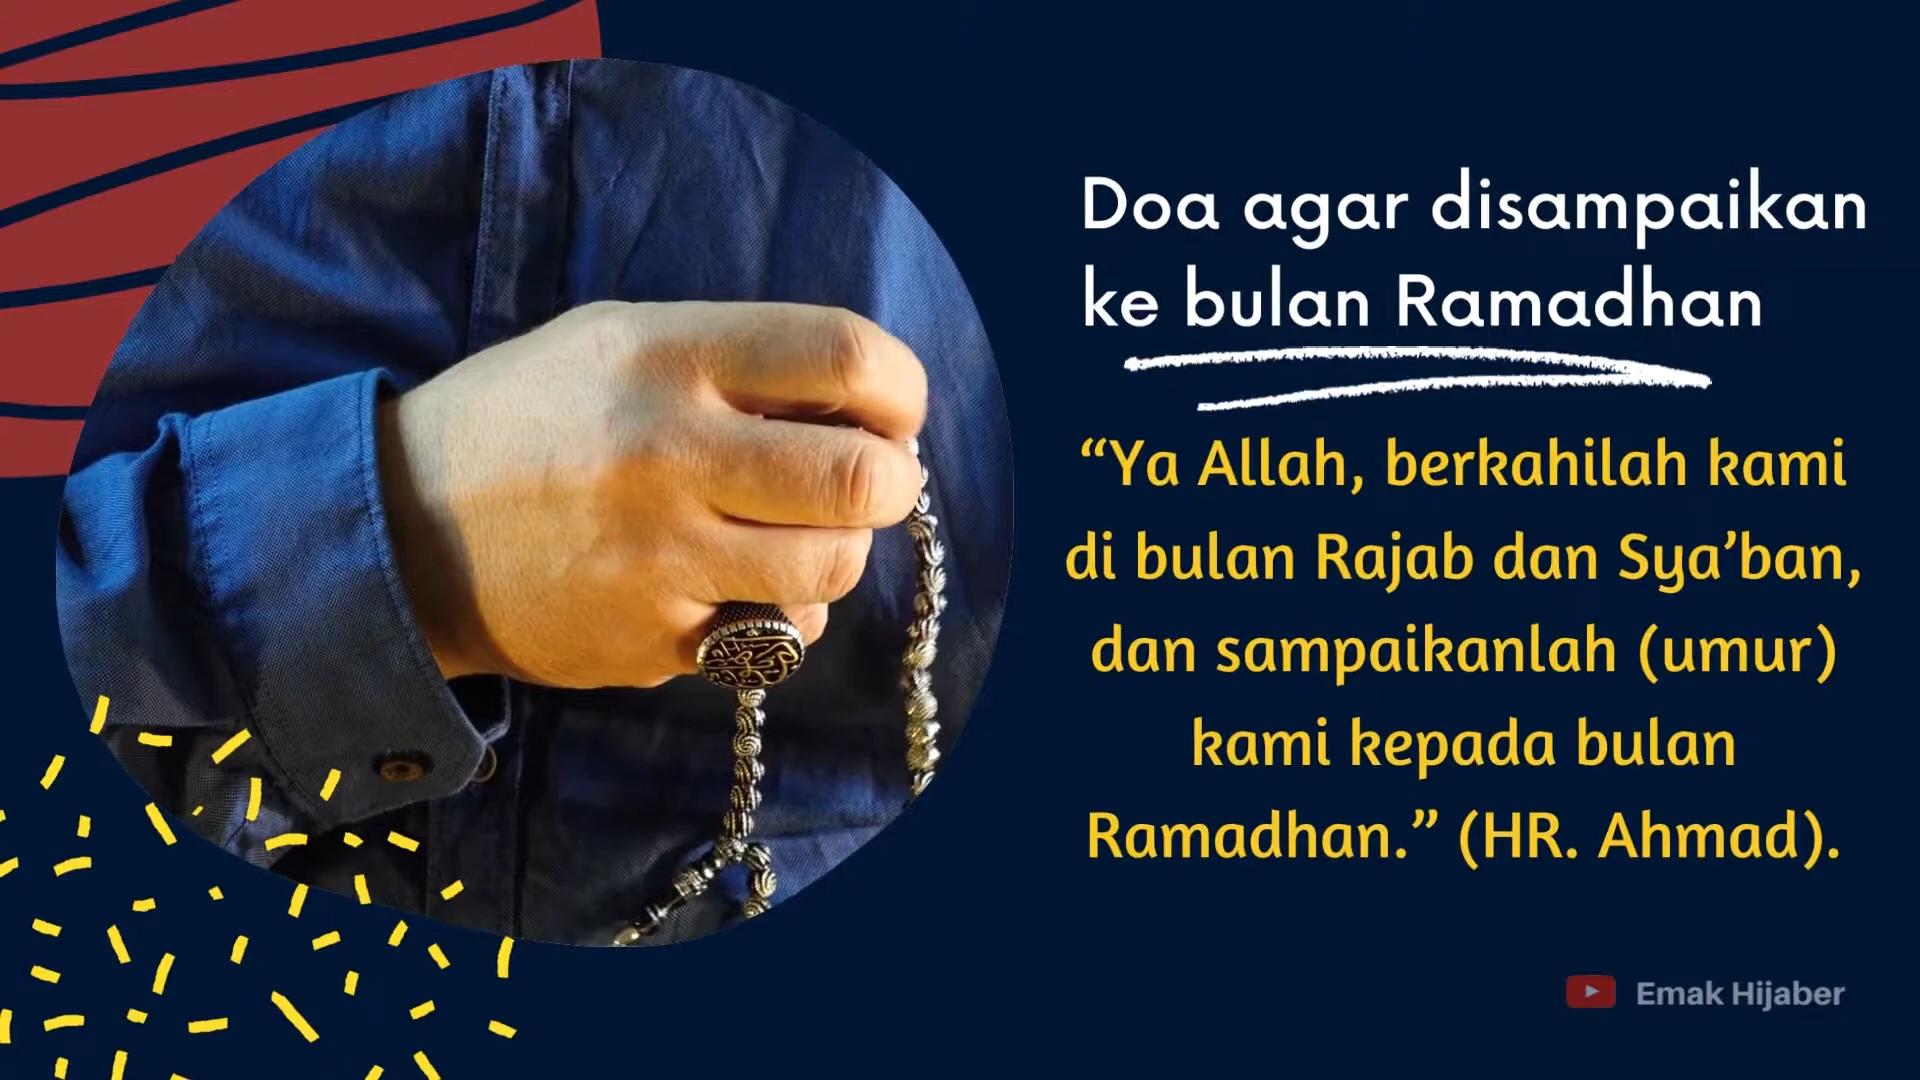 Doa agar disampaikan
ke bulan Ramadhan
“Ya Allah, berkahilah kami
di bulan Rajab dan Sya’ban,
dan sampaikanlah (umur)
kami kepada bulan
Ramadhan.” (HR. Ahmad).
Emak Hijaber